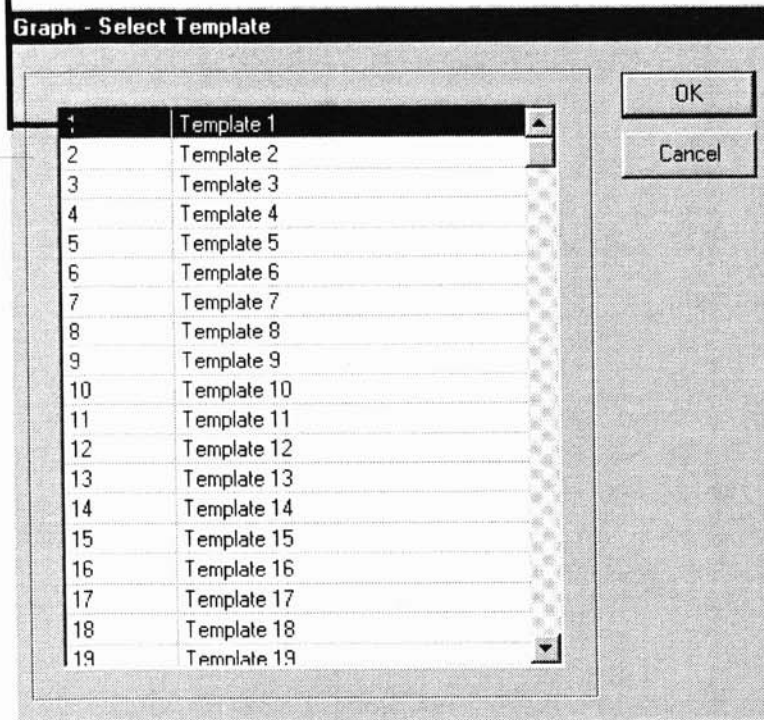 Graph - Select Template
OK
Cancel
1 Template 1
2 Template 2
3 Template 3
4 Template 4
5 Template 5
6 Template 6
7 Template 7
8 Template 8
9 Template 9
10 Template 10
11 Template 11
12 Template 12
13 Template 13
14 Template 14
15 Template 15
16 Template 16
17 Template 17
18 Template 18
19 Template 19